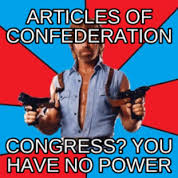 ARTICLES OF
CONFEDERATION
CONGRESS? YOU
HAVE NO POWER